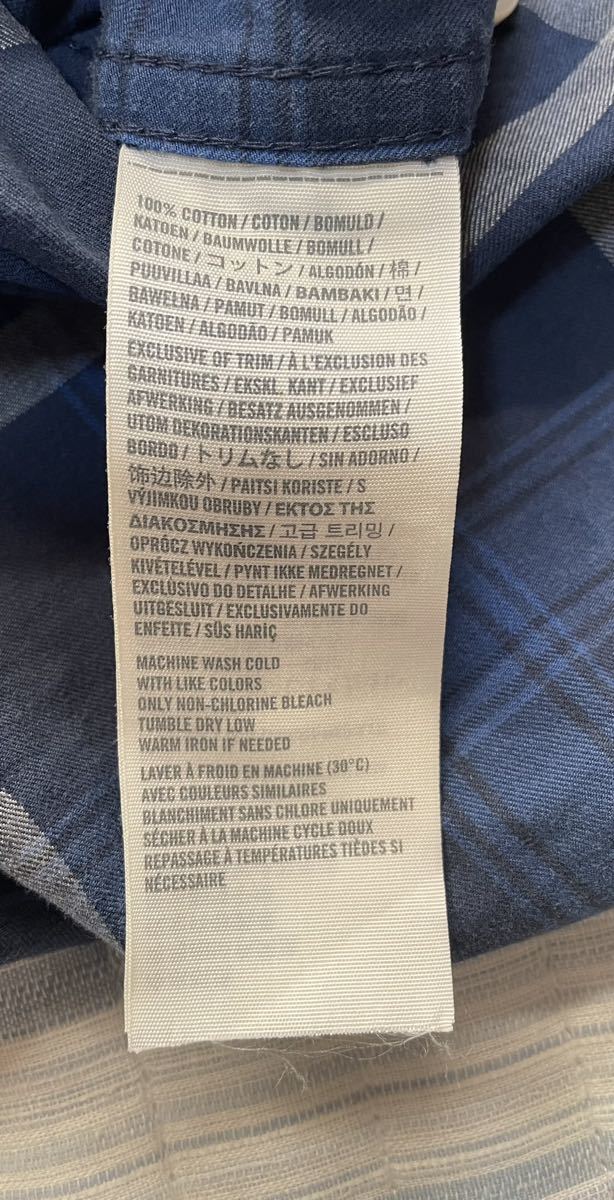 100% COTTON / COTON / BOMULD /
KATOEN / BAUMWOLLE / BOMULL /
COTONE / コットン / ALGODÓN / 棉 /
PUUVILLAA / BAVLNA / BAMBAKI / 면 /
BAWEŁNA / PAMUT / BOMULL / ALGODÃO /
KATOEN / ALGODÃO / PAMUK
EXCLUSIVE OF TRIM / À L'EXCLUSION DES
GARNITURES / EKSKL. KANT / EXCLUSIEF
AFWERKING / BESATZ AUSGENOMMEN /
UTOM DEKORATIONSKANTEN / ESCLUSO
BORDO / トリムなし / SIN ADORNO /
饰边除外 / PAITSI KORISTE / S
VÝJIMKOU OBRUBY / ΕΚΤΟΣ ΤΗΣ
ΔΙΑΚΟΣΜΗΣΗΣ / 고급 트리밍 /
OPRÓCZ WYKOŃCZENIA / SZEGÉLY
KIVÉTELÉVEL / PYNT IKKE MEDREGNET /
EXCLÚSIVO DO DETALHE / AFWERKING
UITGESLUIT / EXCLUSIVAMENTE DO
ENFEITE / SÜS HARİÇ
MACHINE WASH COLD
WITH LIKE COLORS
ONLY NON-CHLORINE BLEACH
TUMBLE DRY LOW
WARM IRON IF NEEDED
LAVER À FROID EN MACHINE (30°C)
AVEC COULEURS SIMILAIRES
BLANCHIMENT SANS CHLORE UNIQUEMENT
SÉCHER À LA MACHINE CYCLE DOUX
REPASSAGE À TEMPÉRATURES TIÈDES SI
NÉCESSAIRE